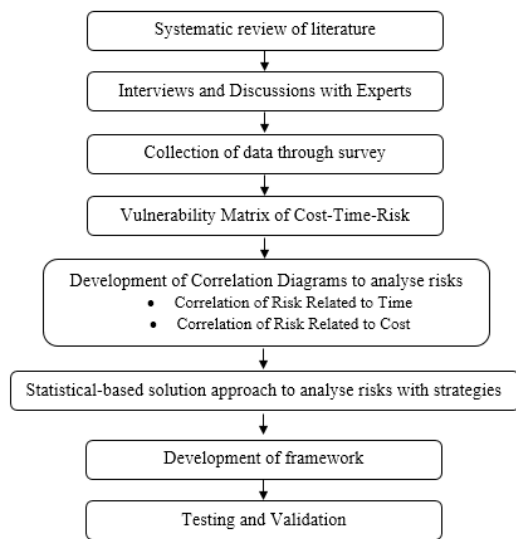 Systematic review of literature
Interviews and Discussions with Experts
Collection of data through survey
Vulnerability Matrix of Cost-Time-Risk
Development of Correlation Diagrams to analyse risks
• Correlation of Risk Related to Time
• Correlation of Risk Related to Cost
Statistical-based solution approach to analyse risks with strategies
Development of framework
Testing and Validation